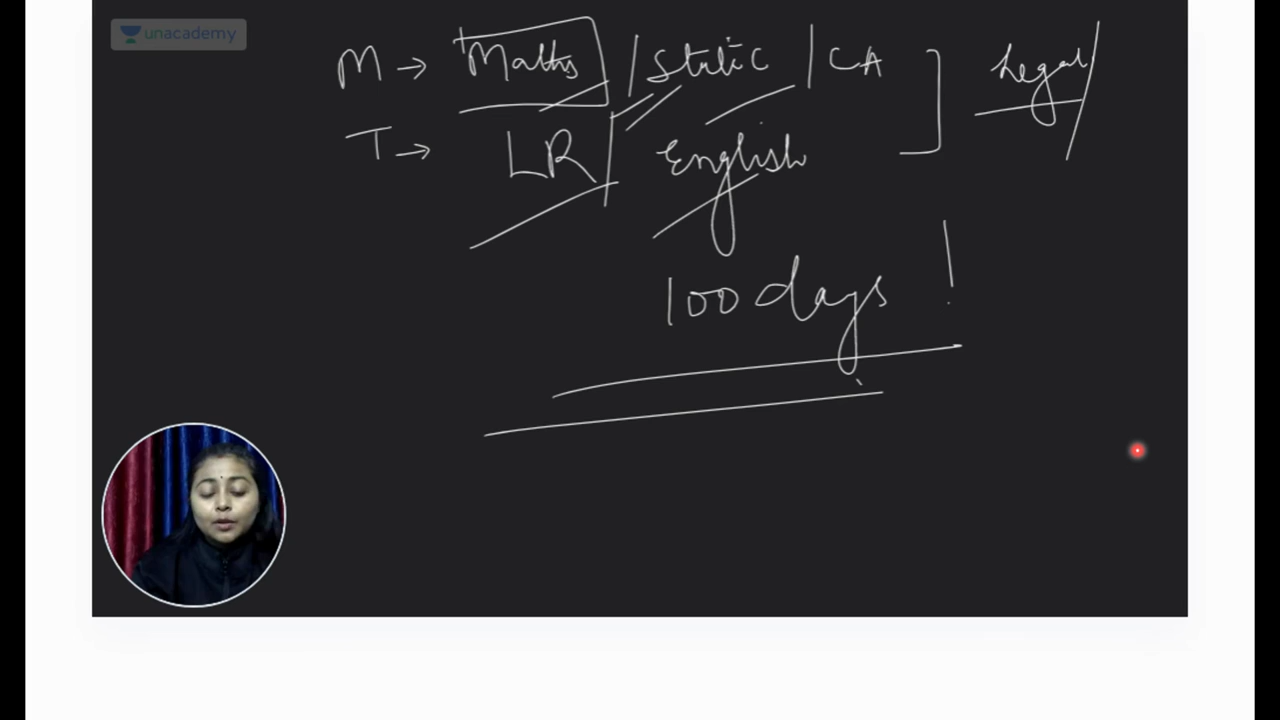 unacademy
M → Maths / Static / CA ] Legal /
T → LR / English
100 days !